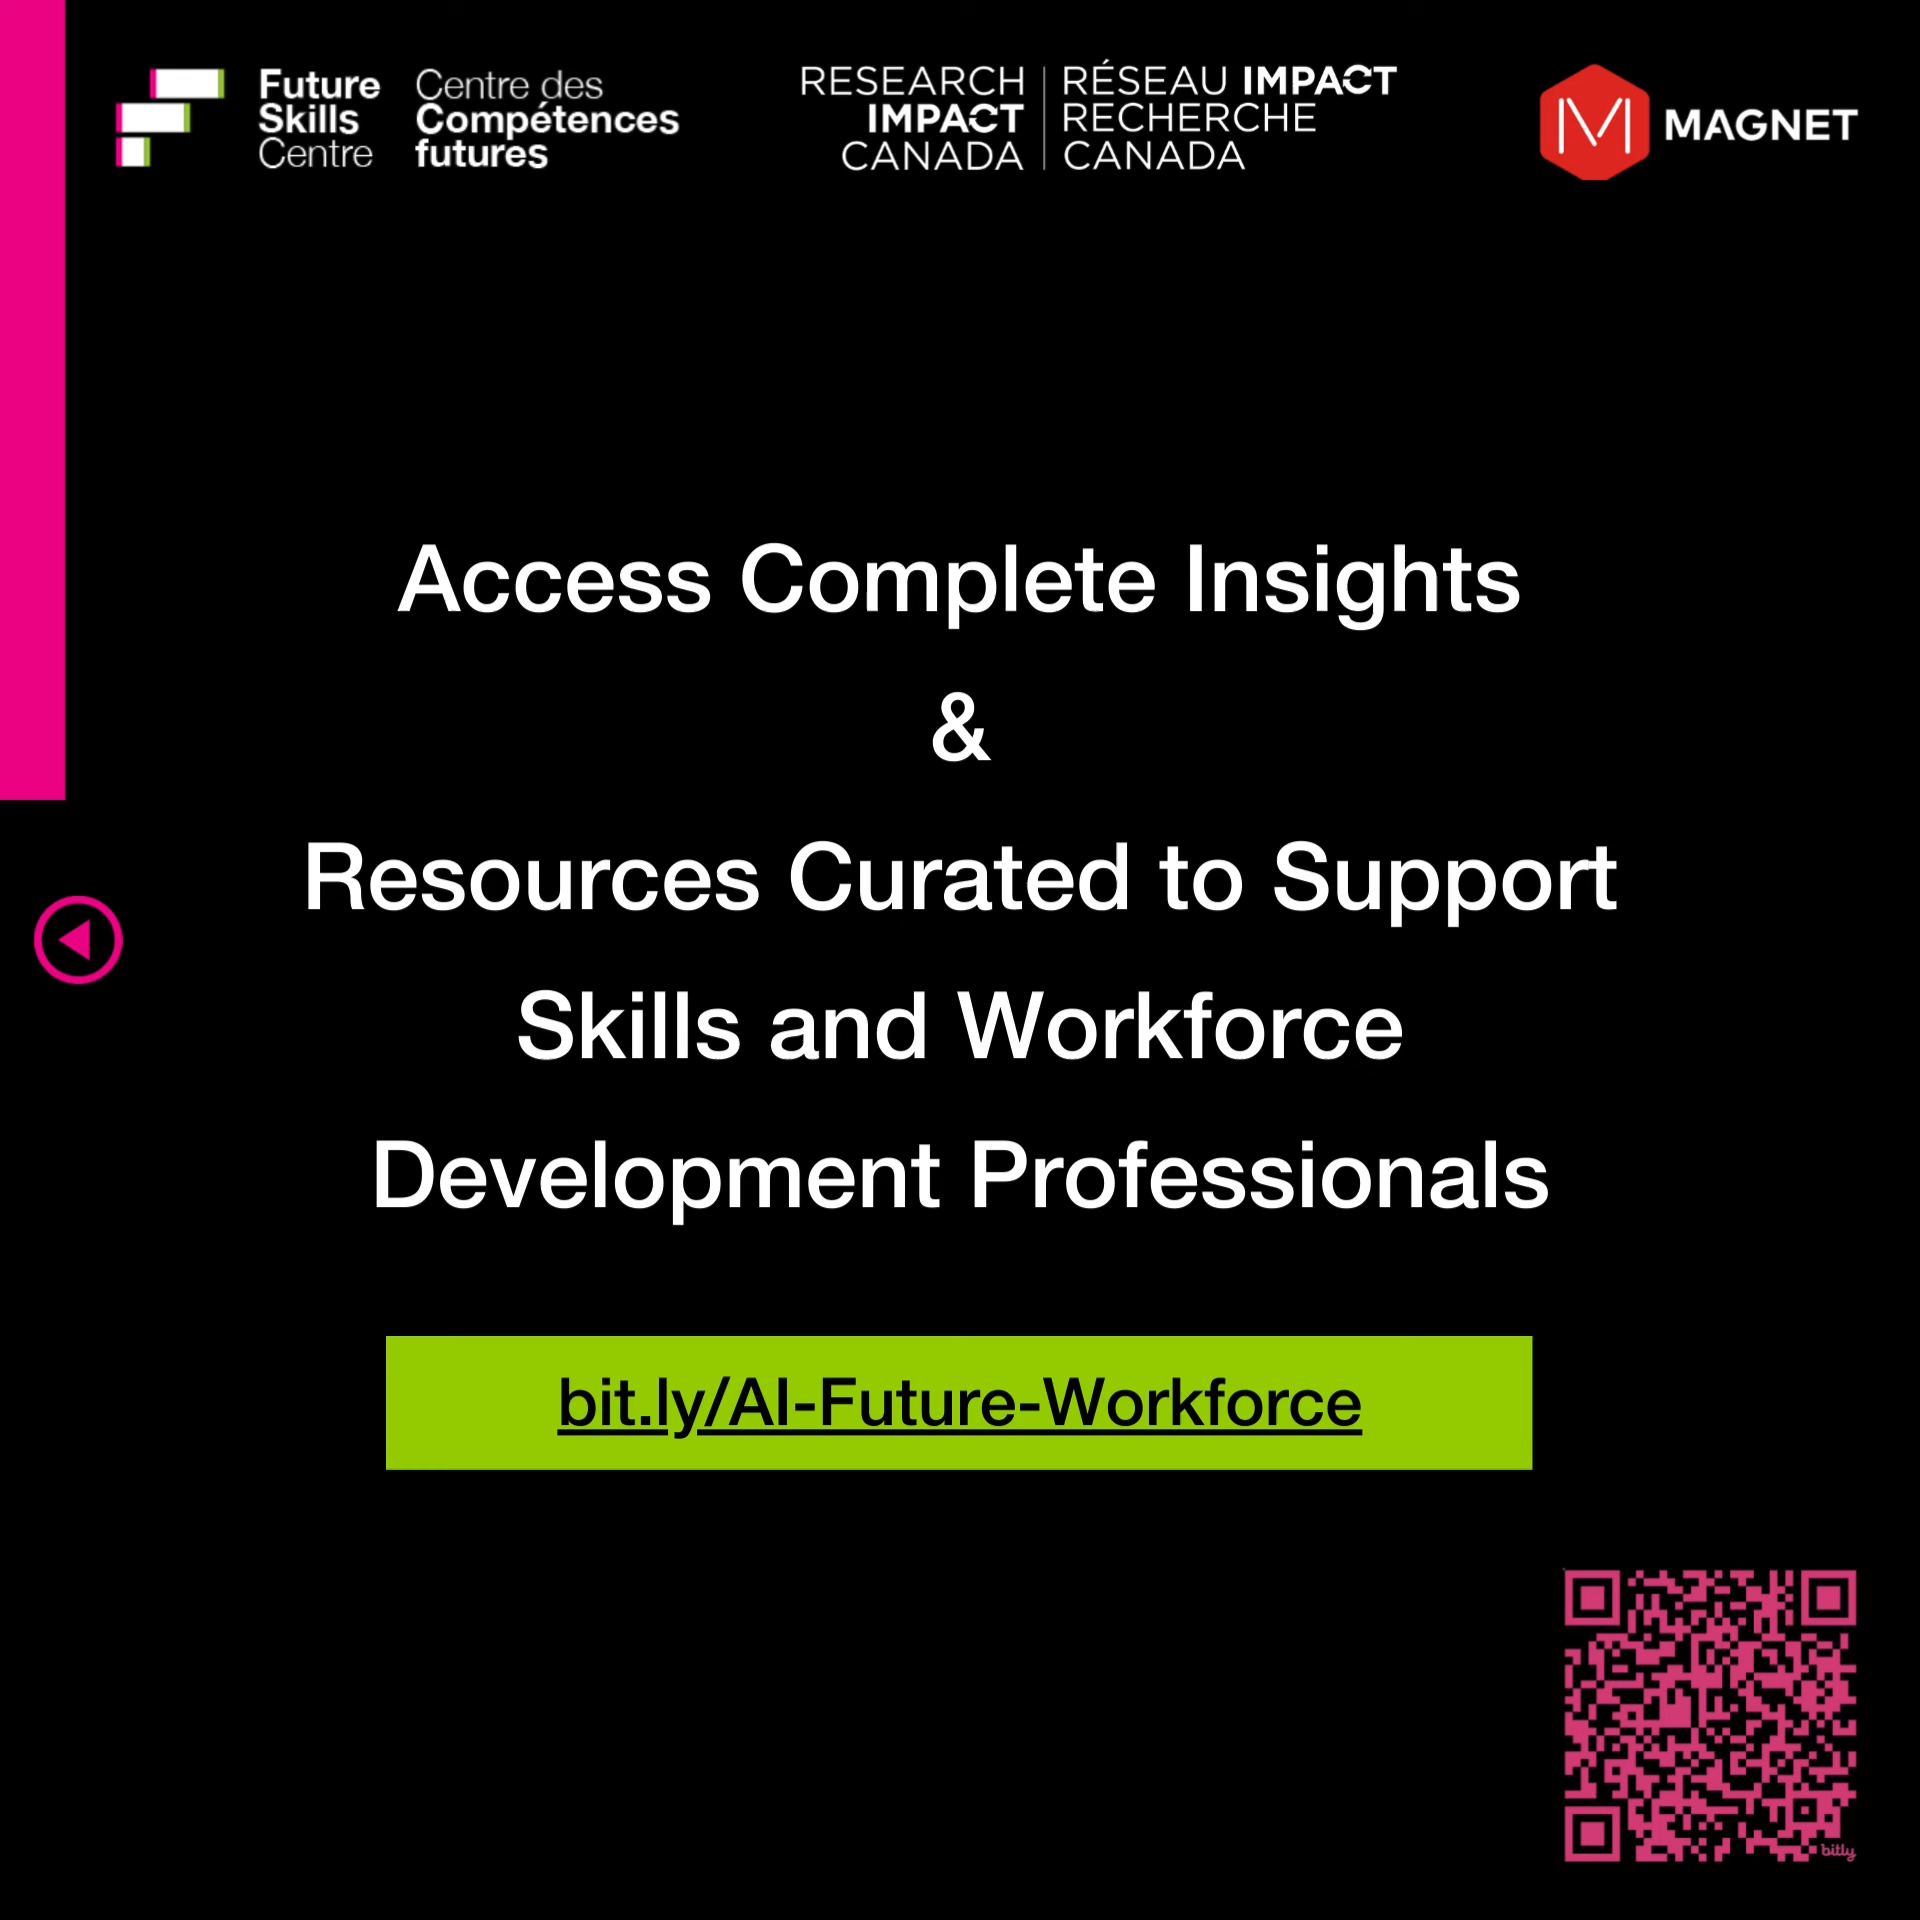 Future
Skills
Centre
Centre des
Compétences
futures
RESEARCH
IMPACT
CANADA
RÉSEAU IMPACT
RECHERCHE
CANADA
M
MAGNET
Access Complete Insights
&
Resources Curated to Support
Skills and Workforce
Development Professionals
bit.ly/AI-Future-Workforce
bitly